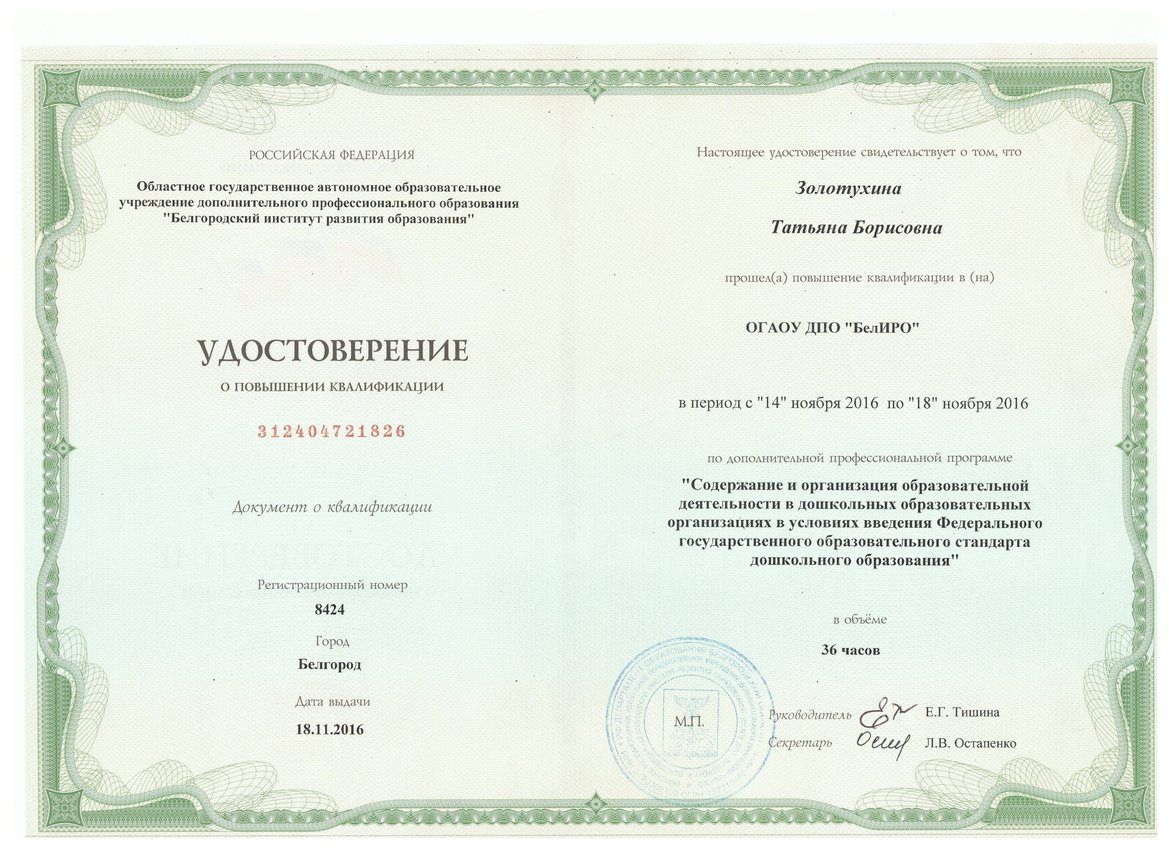 РОССИЙСКАЯ ФЕДЕРАЦИЯ
Областное государственное автономное образовательное
учреждение дополнительного профессионального образования
"Белгородский институт развития образования"
УДОСТОВЕРЕНИЕ
О ПОВЫШЕНИИ КВАЛИФИКАЦИИ
312404721826
Документ о квалификации
Регистрационный номер
8424
Город
Белгород
Дата выдачи
18.11.2016
Настоящее удостоверение свидетельствует о том, что
Золотухина
Татьяна Борисовна
прошел(а) повышение квалификации в (на)
ОГАОУ ДПО "БелИРО"
в период с "14" ноября 2016 по "18" ноября 2016
по дополнительной профессиональной программе
"Содержание и организация образовательной
деятельности в дошкольных образовательных
организациях в условиях введения Федерального
государственного образовательного стандарта
дошкольного образования"
в объёме
36 часов
М.П.
Руководитель Е.Г. Тишина
Секретарь Л.В. Остапенко